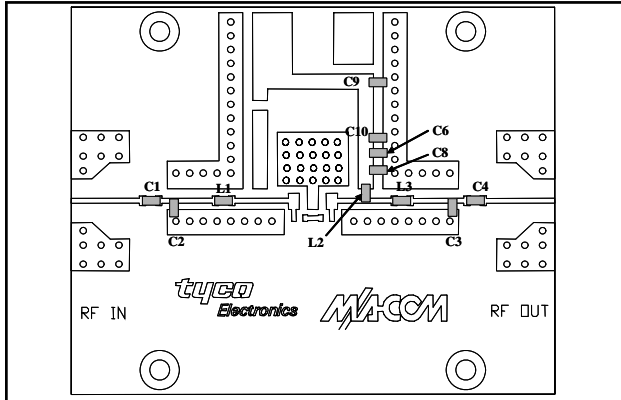 C9
C10
C6
C8
C1
L1
L3
C4
C2
L2
C3
tyco
Electronics
M/A-COM
RF IN
RF OUT